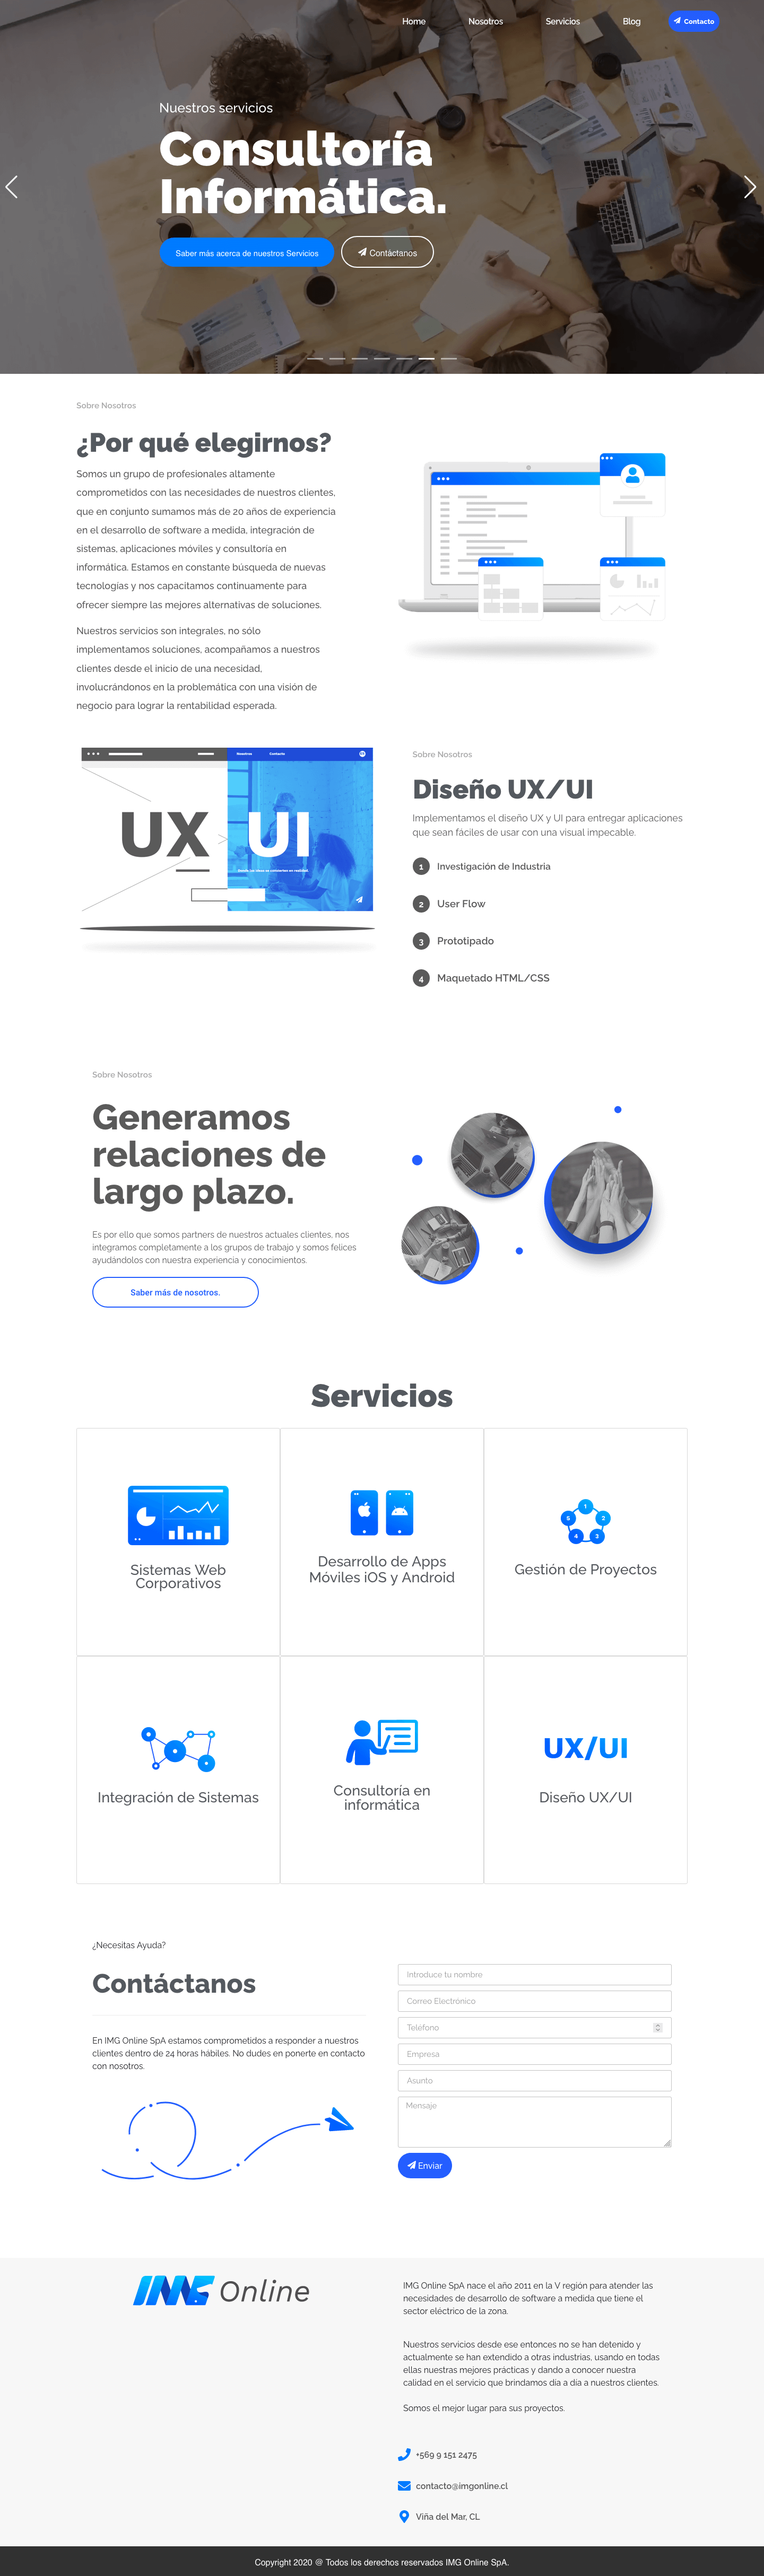 Home
Nosotros
Servicios
Blog
Contacto
Nuestros servicios
Consultoría
Informática.
Saber más acerca de nuestros Servicios
Contáctanos
Sobre Nosotros
¿Por qué elegirnos?
Somos un grupo de profesionales altamente
comprometidos con las necesidades de nuestros clientes,
que en conjunto sumamos más de 20 años de experiencia
en el desarrollo de software a medida, integración de
sistemas, aplicaciones móviles y consultoría en
informática. Estamos en constante búsqueda de nuevas
tecnologías y nos capacitamos continuamente para
ofrecer siempre las mejores alternativas de soluciones.
Nuestros servicios son integrales, no sólo
implementamos soluciones, acompañamos a nuestros
clientes desde el inicio de una necesidad,
involucrándonos en la problemática con una visión de
negocio para lograr la rentabilidad esperada.
Nosotros
Contacto
UX
UI
Sobre Nosotros
Diseño UX/UI
Implementamos el diseño UX y UI para entregar aplicaciones
que sean fáciles de usar con una visual impecable.
1 Investigación de Industria
2 User Flow
3 Prototipado
4 Maquetado HTML/CSS
Sobre Nosotros
Generamos
relaciones de
largo plazo.
Es por ello que somos partners de nuestros actuales clientes, nos
integramos completamente a los grupos de trabajo y somos felices
ayudándolos con nuestra experiencia y conocimientos.
Saber más de nosotros.
Servicios
Sistemas Web
Corporativos
Desarrollo de Apps
Móviles iOS y Android
1
2
3
4
5
Gestión de Proyectos
Integración de Sistemas
Consultoría en
informática
UX/UI
Diseño UX/UI
¿Necesitas Ayuda?
Contáctanos
En IMG Online SpA estamos comprometidos a responder a nuestros
clientes dentro de 24 horas hábiles. No dudes en ponerte en contacto
con nosotros.
Introduce tu nombre
Correo Electrónico
Teléfono
Empresa
Asunto
Mensaje
Enviar
IMG Online
IMG Online SpA nace el año 2011 en la V región para atender las
necesidades de desarrollo de software a medida que tiene el
sector eléctrico de la zona.
Nuestros servicios desde ese entonces no se han detenido y
actualmente se han extendido a otras industrias, usando en todas
ellas nuestras mejores prácticas y dando a conocer nuestra
calidad en el servicio que brindamos día a día a nuestros clientes.
Somos el mejor lugar para sus proyectos.
+569 9 151 2475
contacto@imgonline.cl
Viña del Mar, CL
Copyright 2020 @ Todos los derechos reservados IMG Online SpA.